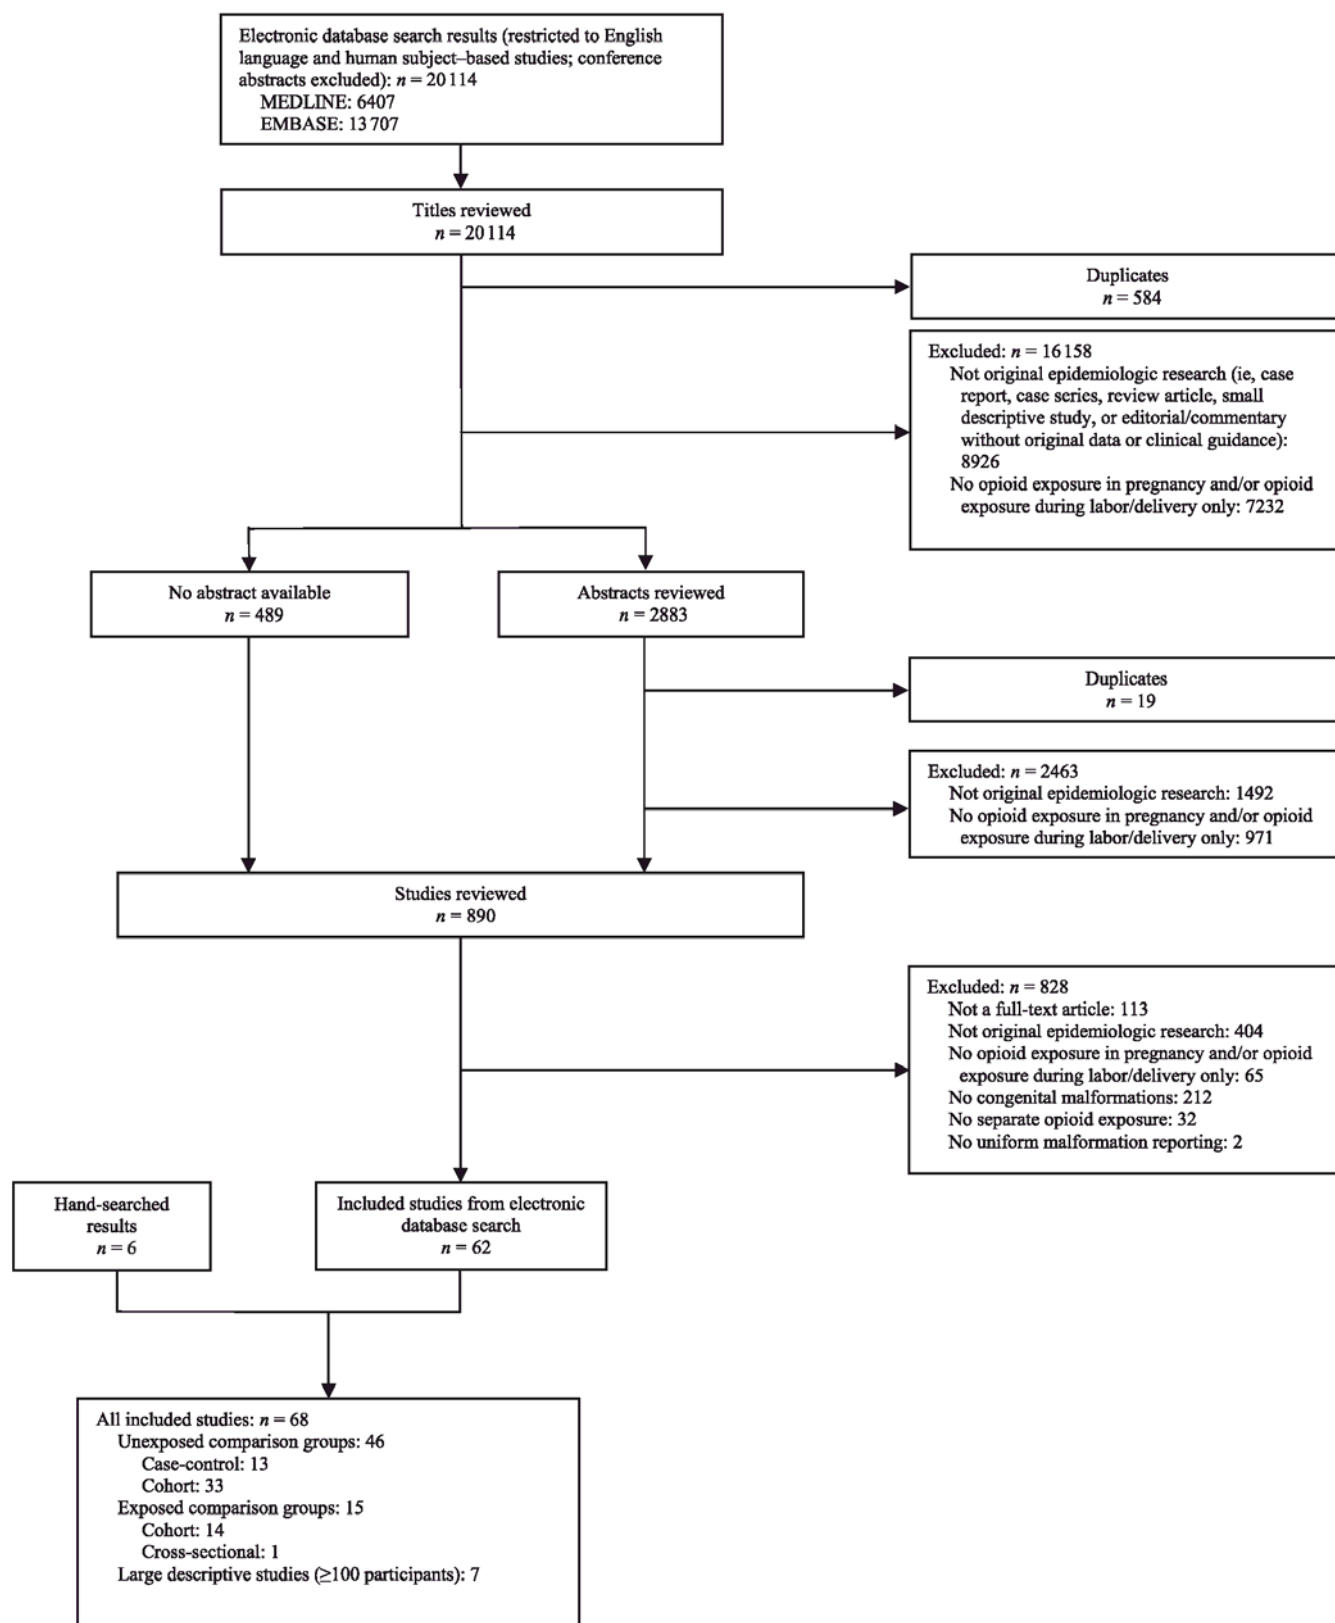 Electronic database search results (restricted to English
language and human subject–based studies; conference
abstracts excluded): n = 20 114
MEDLINE: 6407
EMBASE: 13 707
Titles reviewed
n = 20 114
Duplicates
n = 584
Excluded: n = 16 158
Not original epidemiologic research (ie, case
report, case series, review article, small
descriptive study, or editorial/commentary
without original data or clinical guidance):
8926
No opioid exposure in pregnancy and/or opioid
exposure during labor/delivery only: 7232
No abstract available
n = 489
Abstracts reviewed
n = 2883
Duplicates
n = 19
Excluded: n = 2463
Not original epidemiologic research: 1492
No opioid exposure in pregnancy and/or opioid
exposure during labor/delivery only: 971
Studies reviewed
n = 890
Excluded: n = 828
Not a full-text article: 113
Not original epidemiologic research: 404
No opioid exposure in pregnancy and/or opioid
exposure during labor/delivery only: 65
No congenital malformations: 212
No separate opioid exposure: 32
No uniform malformation reporting: 2
Hand-searched
results
n = 6
Included studies from electronic
database search
n = 62
All included studies: n = 68
Unexposed comparison groups: 46
Case-control: 13
Cohort: 33
Exposed comparison groups: 15
Cohort: 14
Cross-sectional: 1
Large descriptive studies (≥100 participants): 7